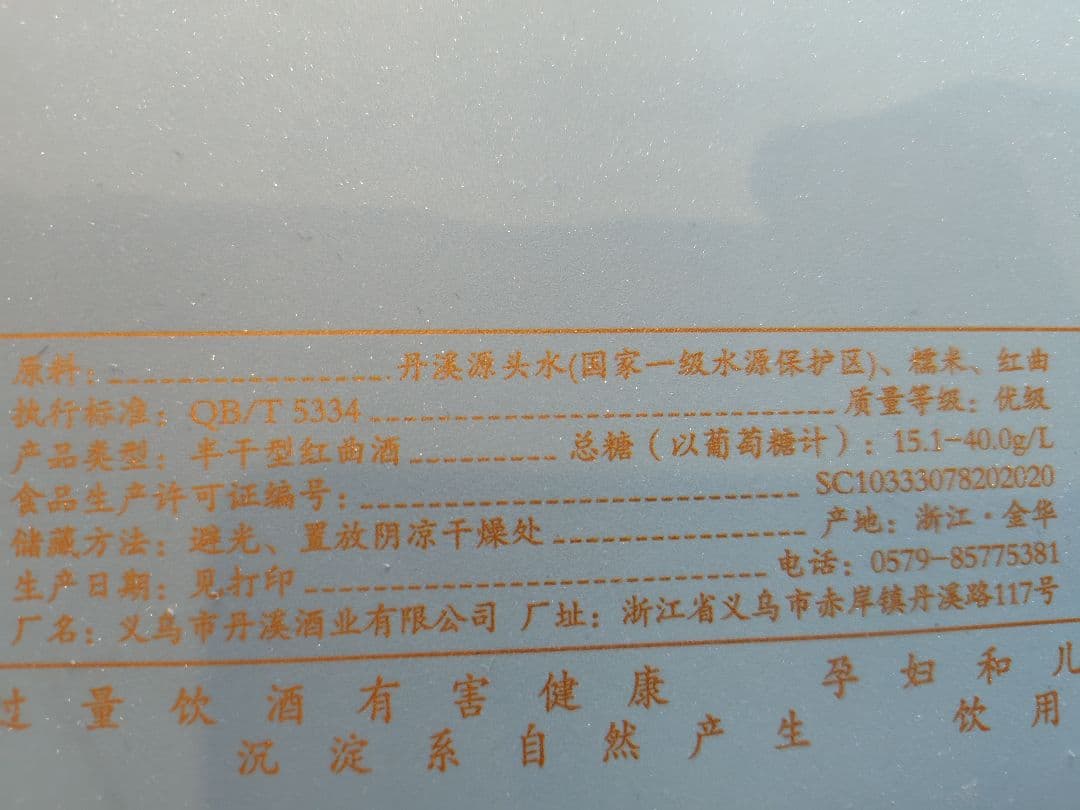 原料：丹溪源头水(国家一级水源保护区)、糯米、红曲
执行标准：QB/T 5334 质量等级：优级
产品类型：半干型红曲酒 总糖（以葡萄糖计）：15.1-40.0g/L
食品生产许可证编号：SC10333078202020
储藏方法：避光、置放阴凉干燥处 产地：浙江·金华
生产日期：见打印 电话：0579-85775381
厂名：义乌市丹溪酒业有限公司 厂址：浙江省义乌市赤岸镇丹溪路117号
过量饮酒有害健康 孕妇和儿
沉淀系自然产生 饮用